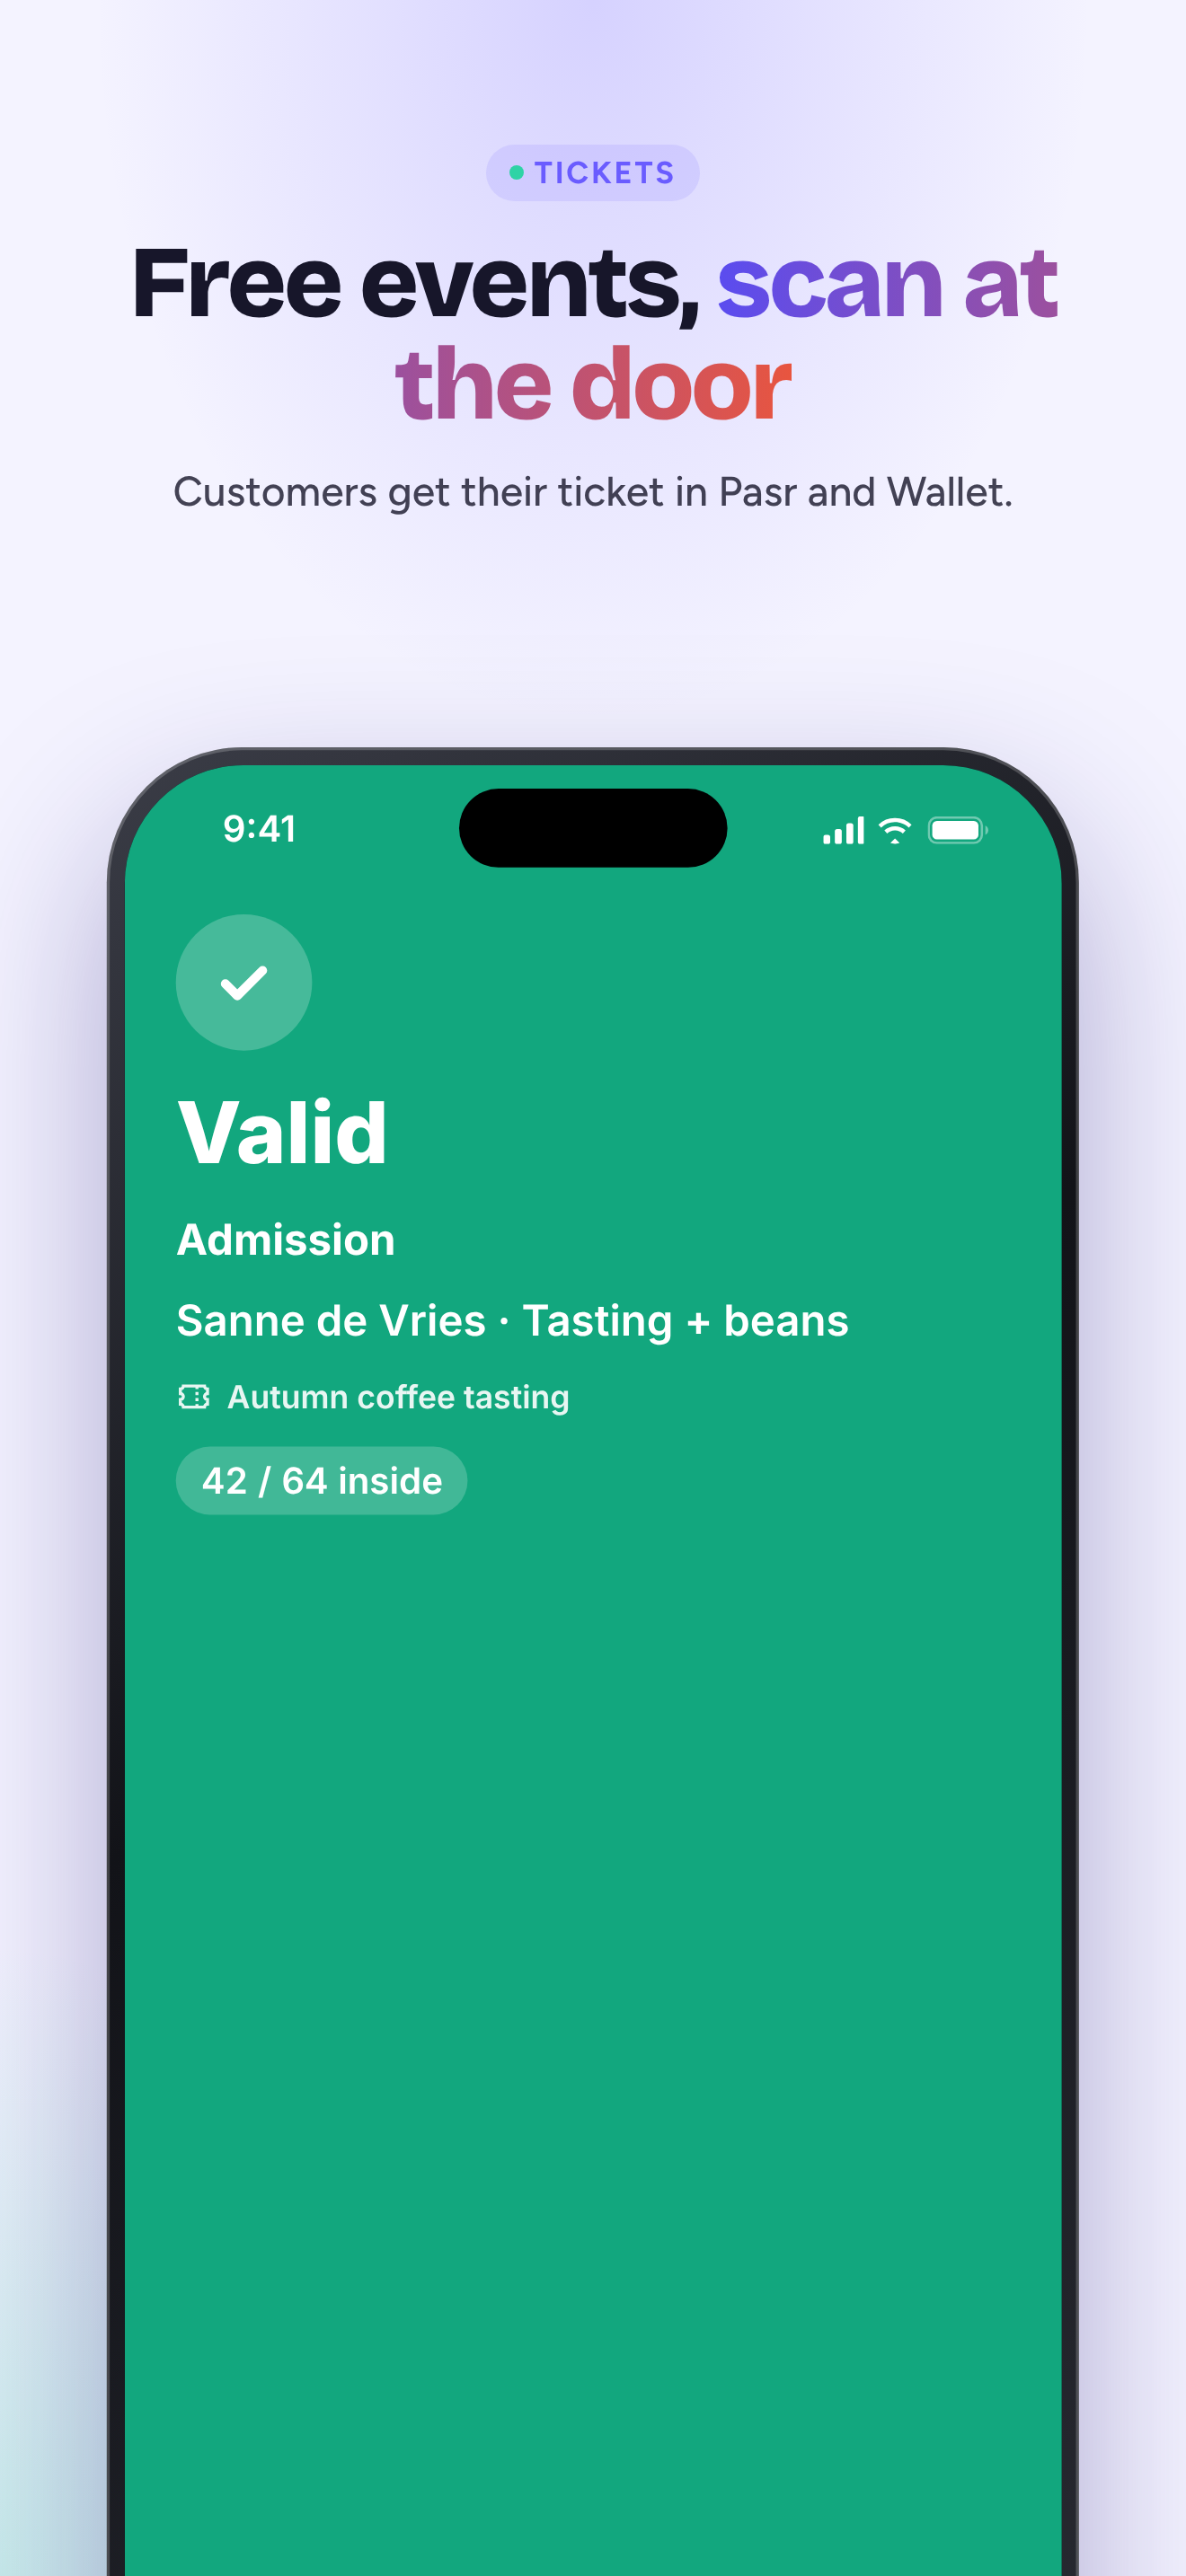 TICKETS
Free events, scan at
the door
Customers get their ticket in Pasr and Wallet.
9:41
Valid
Admission
Sanne de Vries · Tasting + beans
Autumn coffee tasting
42 / 64 inside